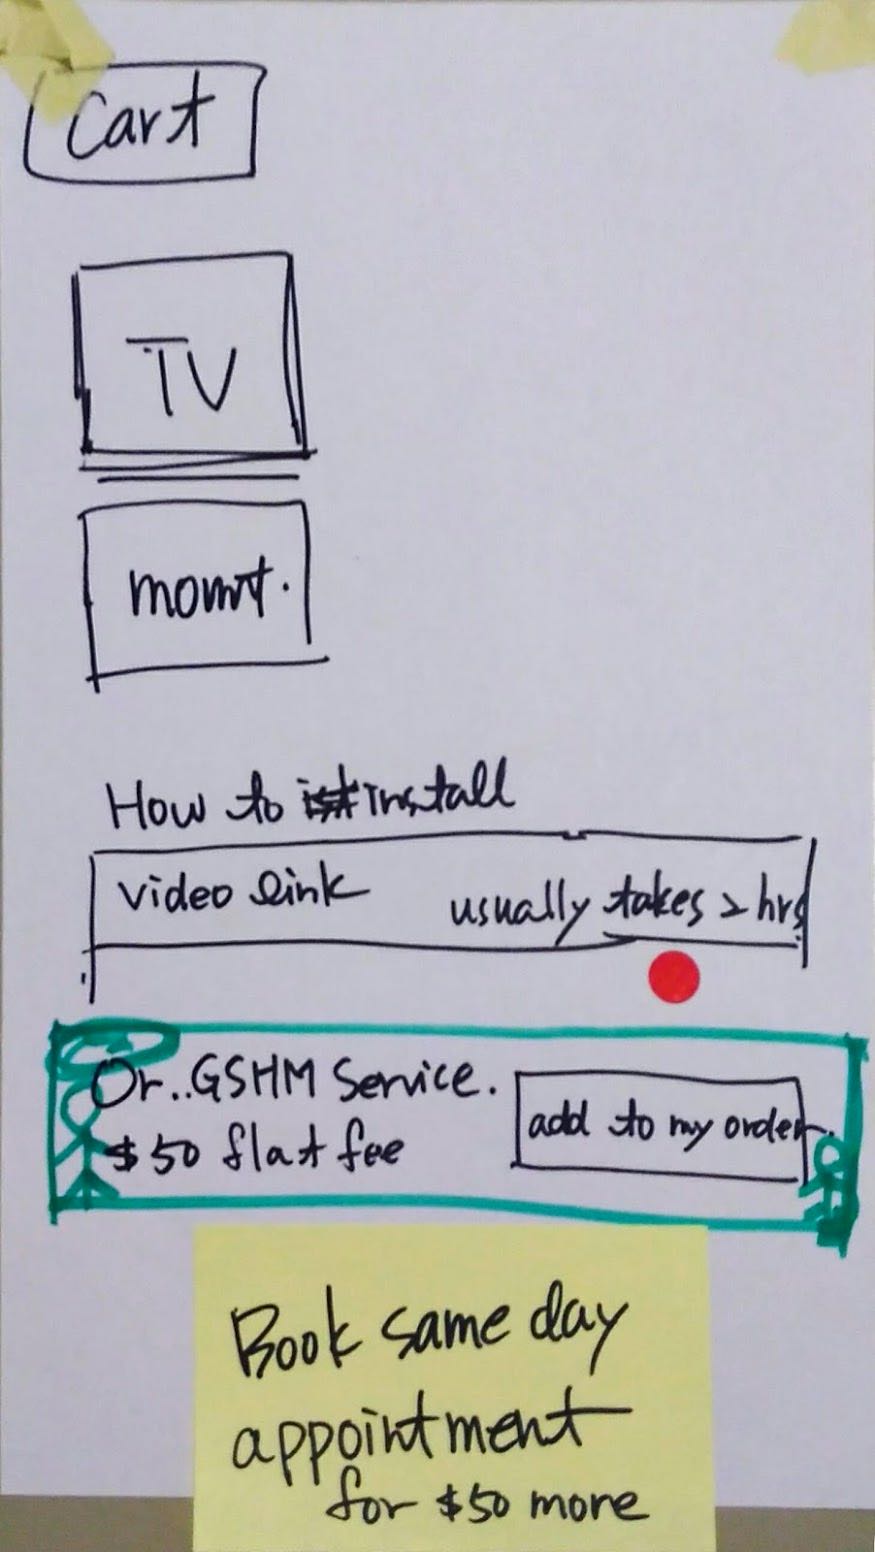 Cart
TV
mount.
How to install
video link usually takes 2 hrs
Or..GSHM Service.
$50 flat fee
add to my order.
Book same day
appointment
for $50 more